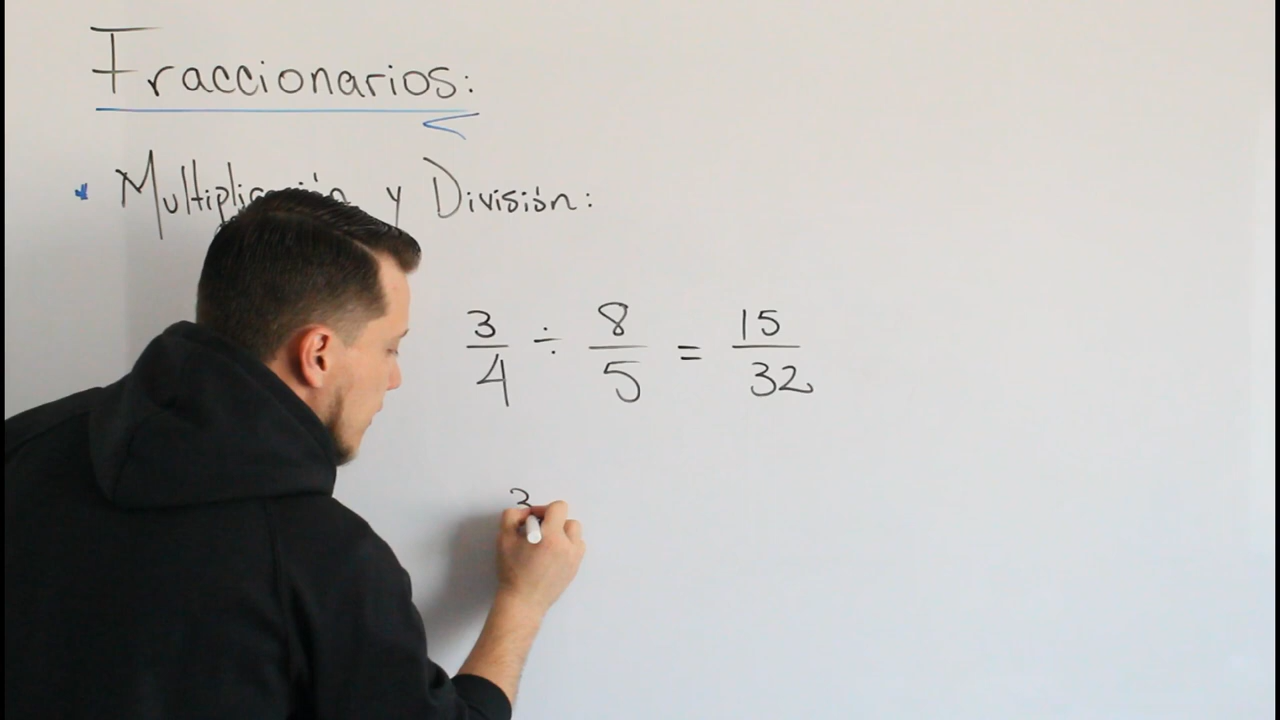 Fraccionarios:
* Multiplicación y División:
3/4 ÷ 8/5 = 15/32